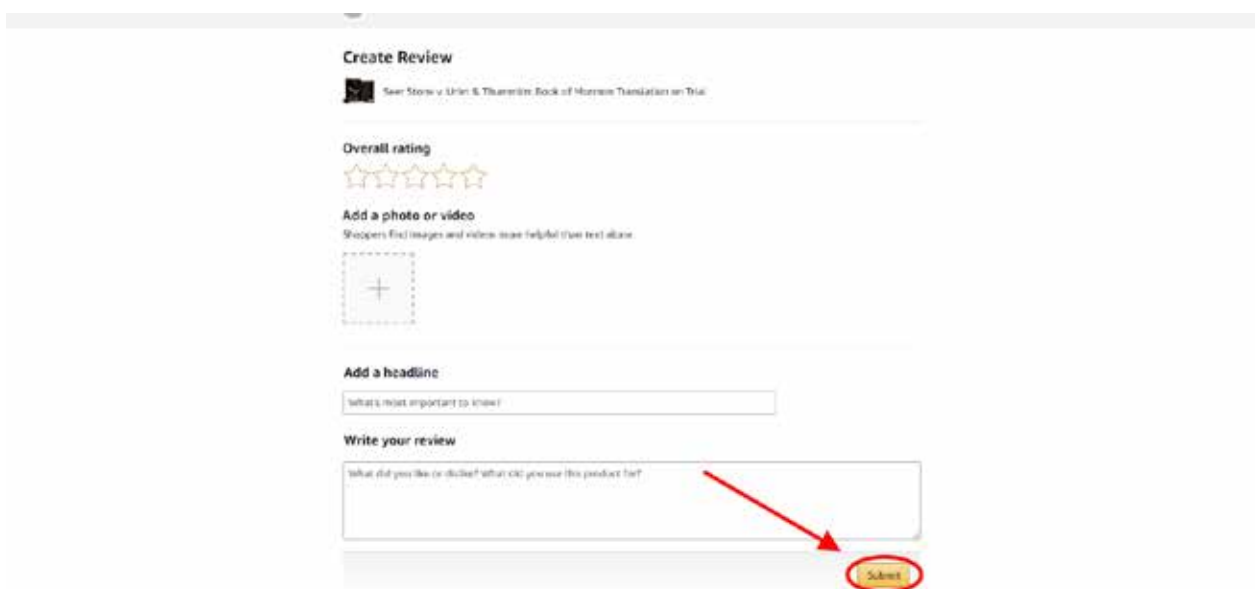 Create Review
Seer Stone v. Urim & Thummim: Book of Mormon Translation on Trial
Overall rating
Add a photo or video
Shoppers find images and videos more helpful than text alone.
Add a headline
What's most important to know?
Write your review
What did you like or dislike? What did you use this product for?
Submit